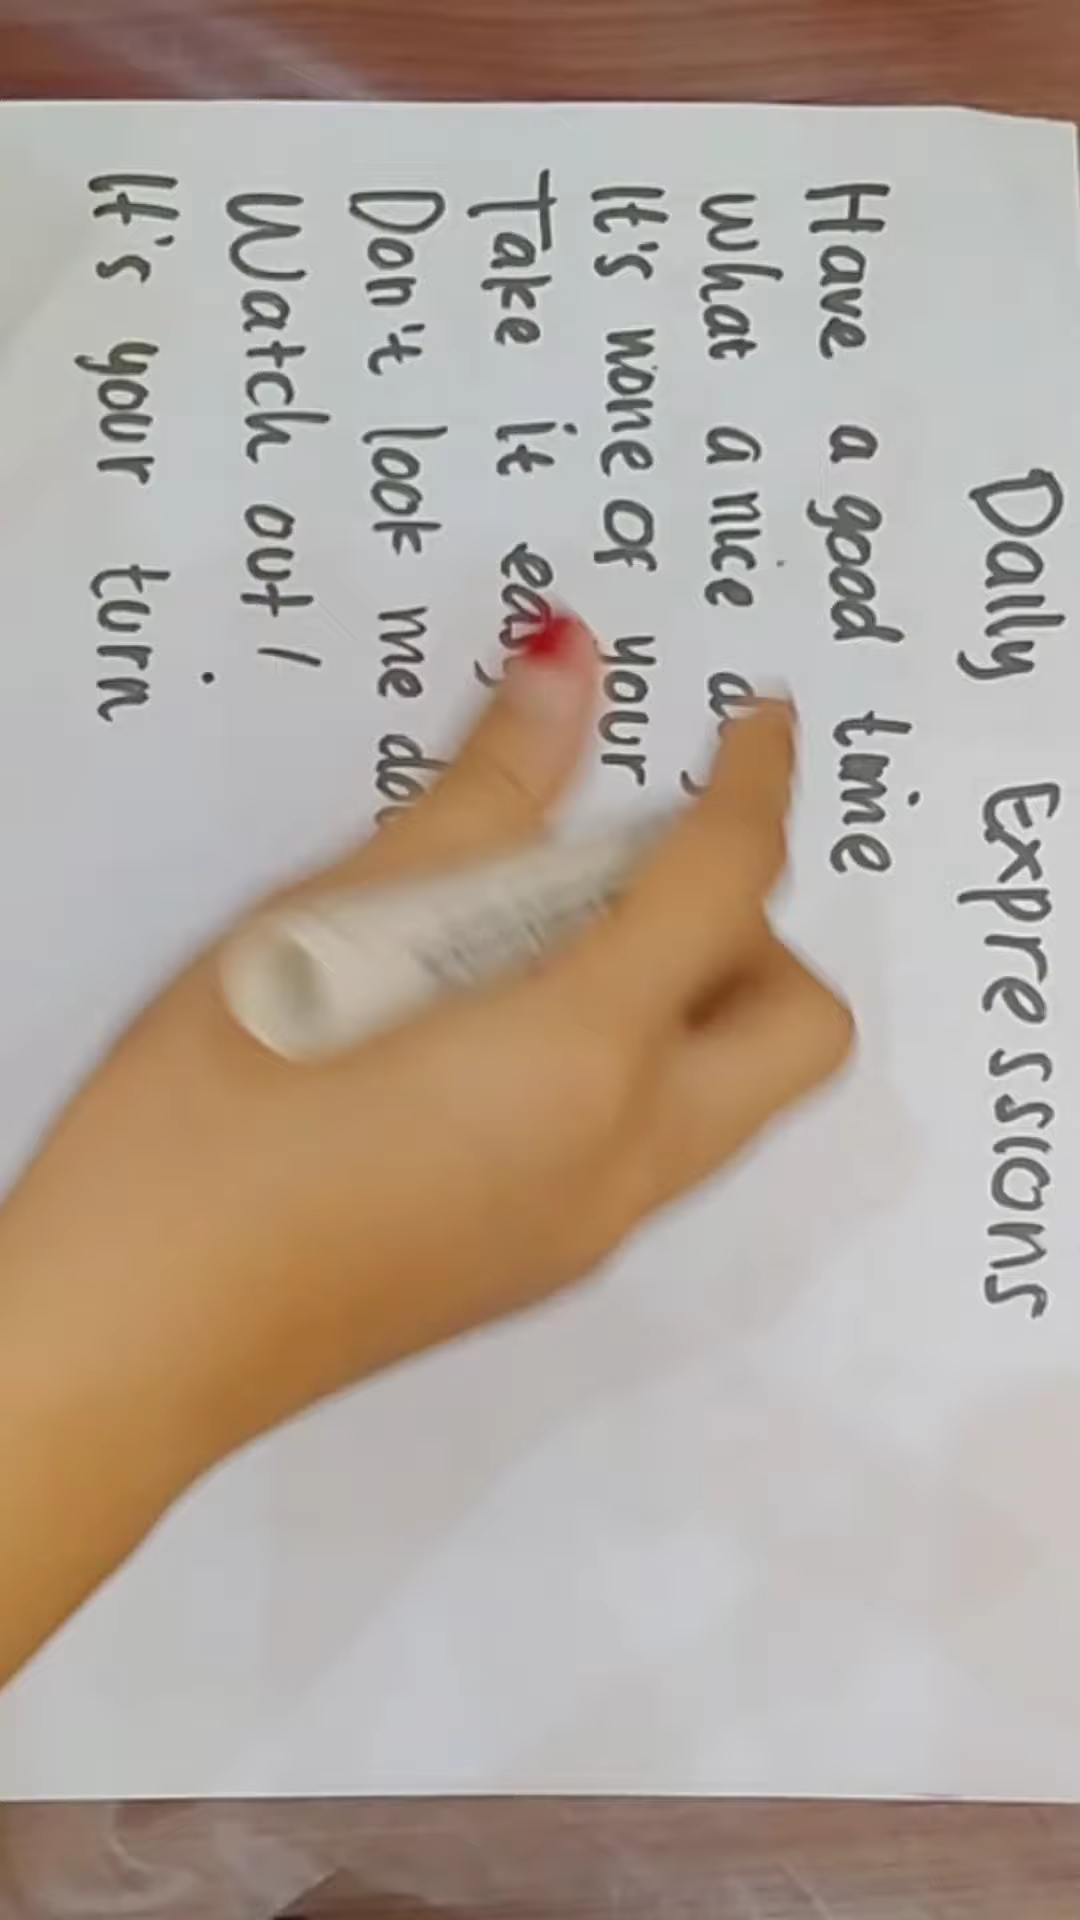 Daily Expressions
Have a good time
What a nice
It's none of your
Take it easy
Don't look me
Watch out!
It's your turn